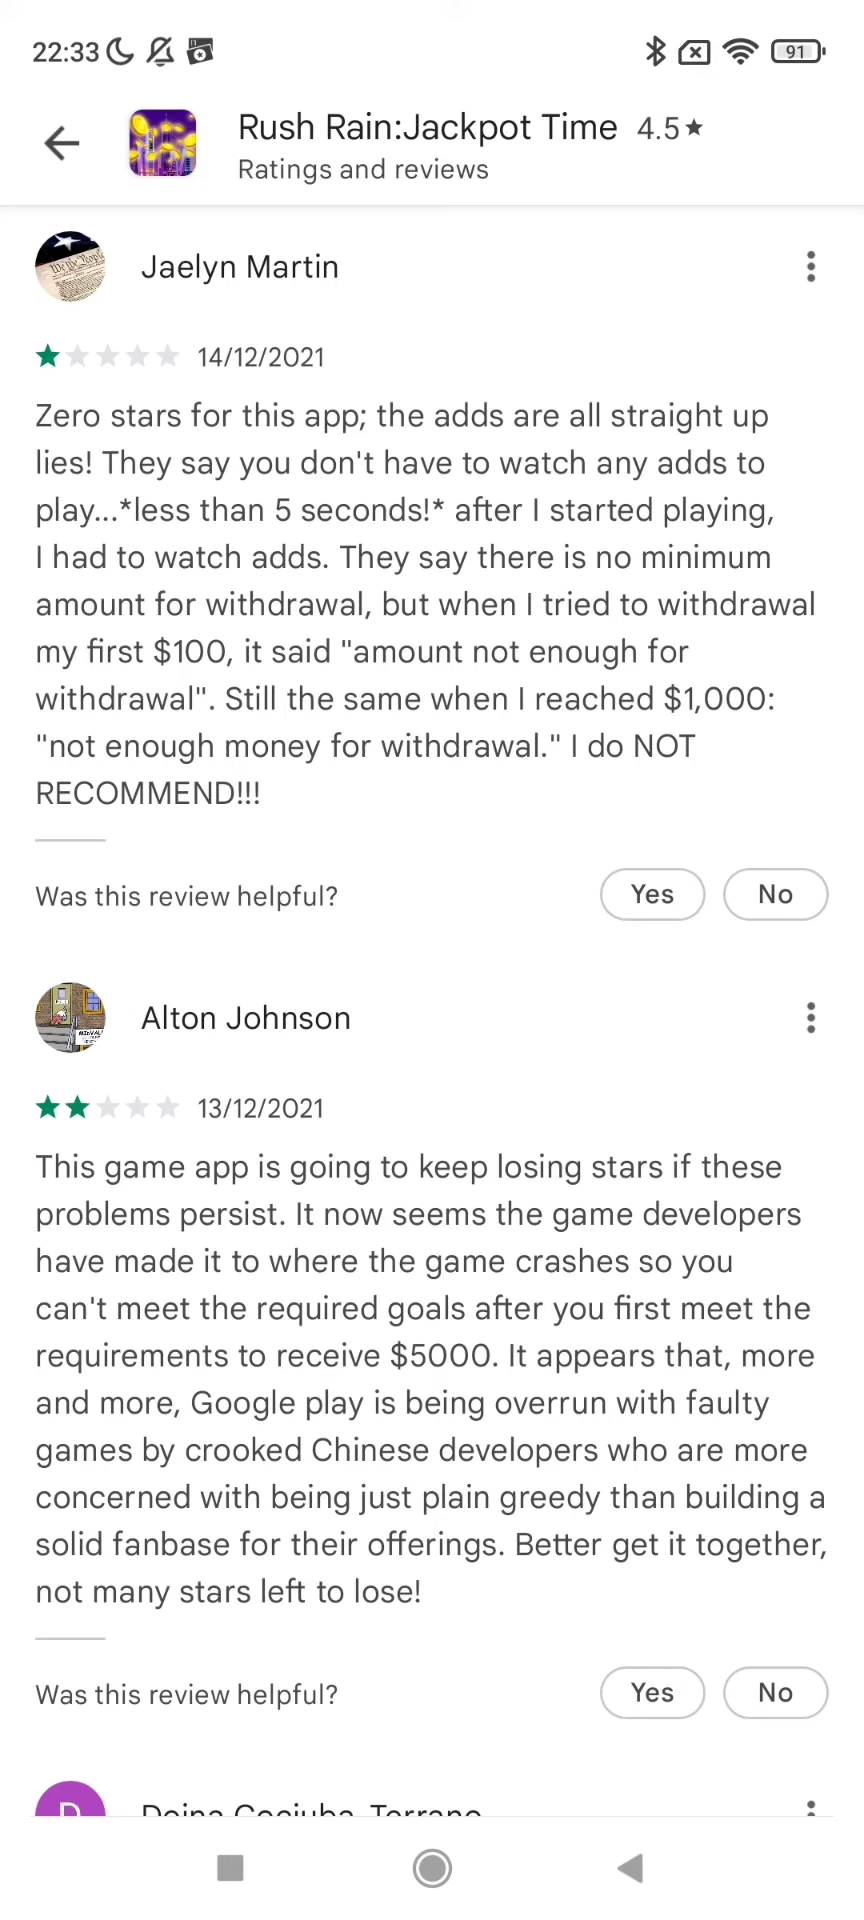 22:33
91
Rush Rain:Jackpot Time 4.5★
Ratings and reviews
Jaelyn Martin
14/12/2021
Zero stars for this app; the adds are all straight up
lies! They say you don't have to watch any adds to
play...*less than 5 seconds!* after I started playing,
I had to watch adds. They say there is no minimum
amount for withdrawal, but when I tried to withdrawal
my first $100, it said "amount not enough for
withdrawal". Still the same when I reached $1,000:
"not enough money for withdrawal." I do NOT
RECOMMEND!!!
Was this review helpful?
Yes
No
Alton Johnson
13/12/2021
This game app is going to keep losing stars if these
problems persist. It now seems the game developers
have made it to where the game crashes so you
can't meet the required goals after you first meet the
requirements to receive $5000. It appears that, more
and more, Google play is being overrun with faulty
games by crooked Chinese developers who are more
concerned with being just plain greedy than building a
solid fanbase for their offerings. Better get it together,
not many stars left to lose!
Was this review helpful?
Yes
No
D